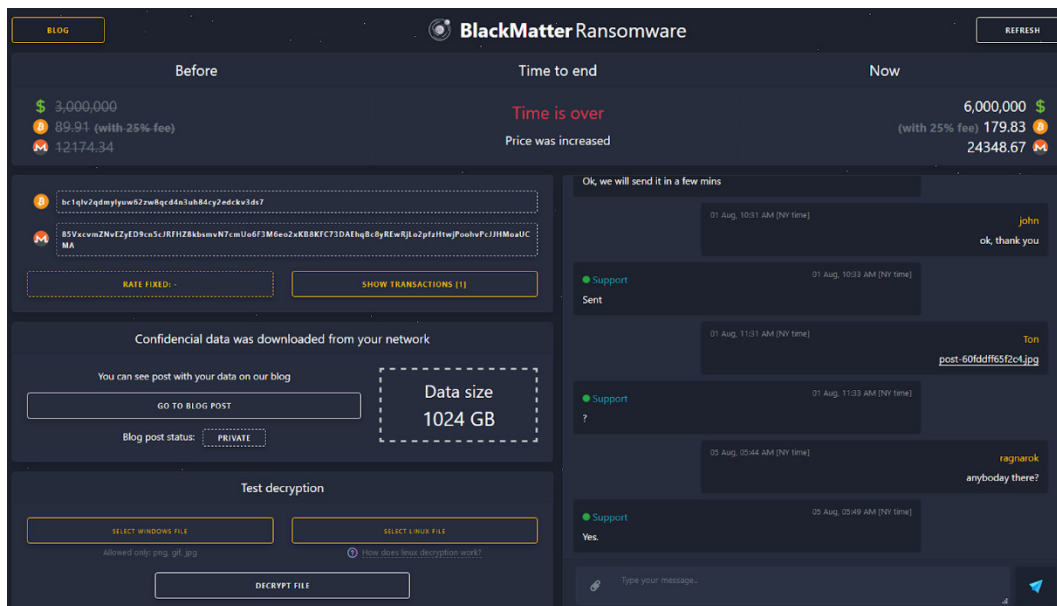 BLOG
BlackMatter Ransomware
REFRESH
Before
Time to end
Now
$ 3,000,000
89.91 (with 25% fee)
12174.34
Time is over
Price was increased
6,000,000 $
(with 25% fee) 179.83
24348.67
bc1qlv2qdmylyuw62zw8qcd4n3uh84cy2edckv3ds7
85VxcvmZNvEZyED9cn5cJRFHZ8kbsmvN7cmUo6F3M6eo2xKB8KFC73DAEhqBc8yREwRjLo2pfzHtwjPoohvPcJJHMoaUC
MA
RATE FIXED: -
SHOW TRANSACTIONS [1]
Confidencial data was downloaded from your network
You can see post with your data on our blog
GO TO BLOG POST
Blog post status: PRIVATE
Data size
1024 GB
Test decryption
SELECT WINDOWS FILE
Allowed only: png, gif, jpg
SELECT LINUX FILE
? How does linux decryption work?
DECRYPT FILE
Ok, we will send it in a few mins
01 Aug, 10:31 AM [NY time]
john
ok, thank you
Support
01 Aug, 10:33 AM [NY time]
Sent
01 Aug, 11:31 AM [NY time]
Ton
post-60fddff65f2c4.jpg
Support
01 Aug, 11:33 AM [NY time]
?
05 Aug, 05:44 AM [NY time]
ragnarok
anyboday there?
Support
05 Aug, 05:49 AM [NY time]
Yes.
Type your message..